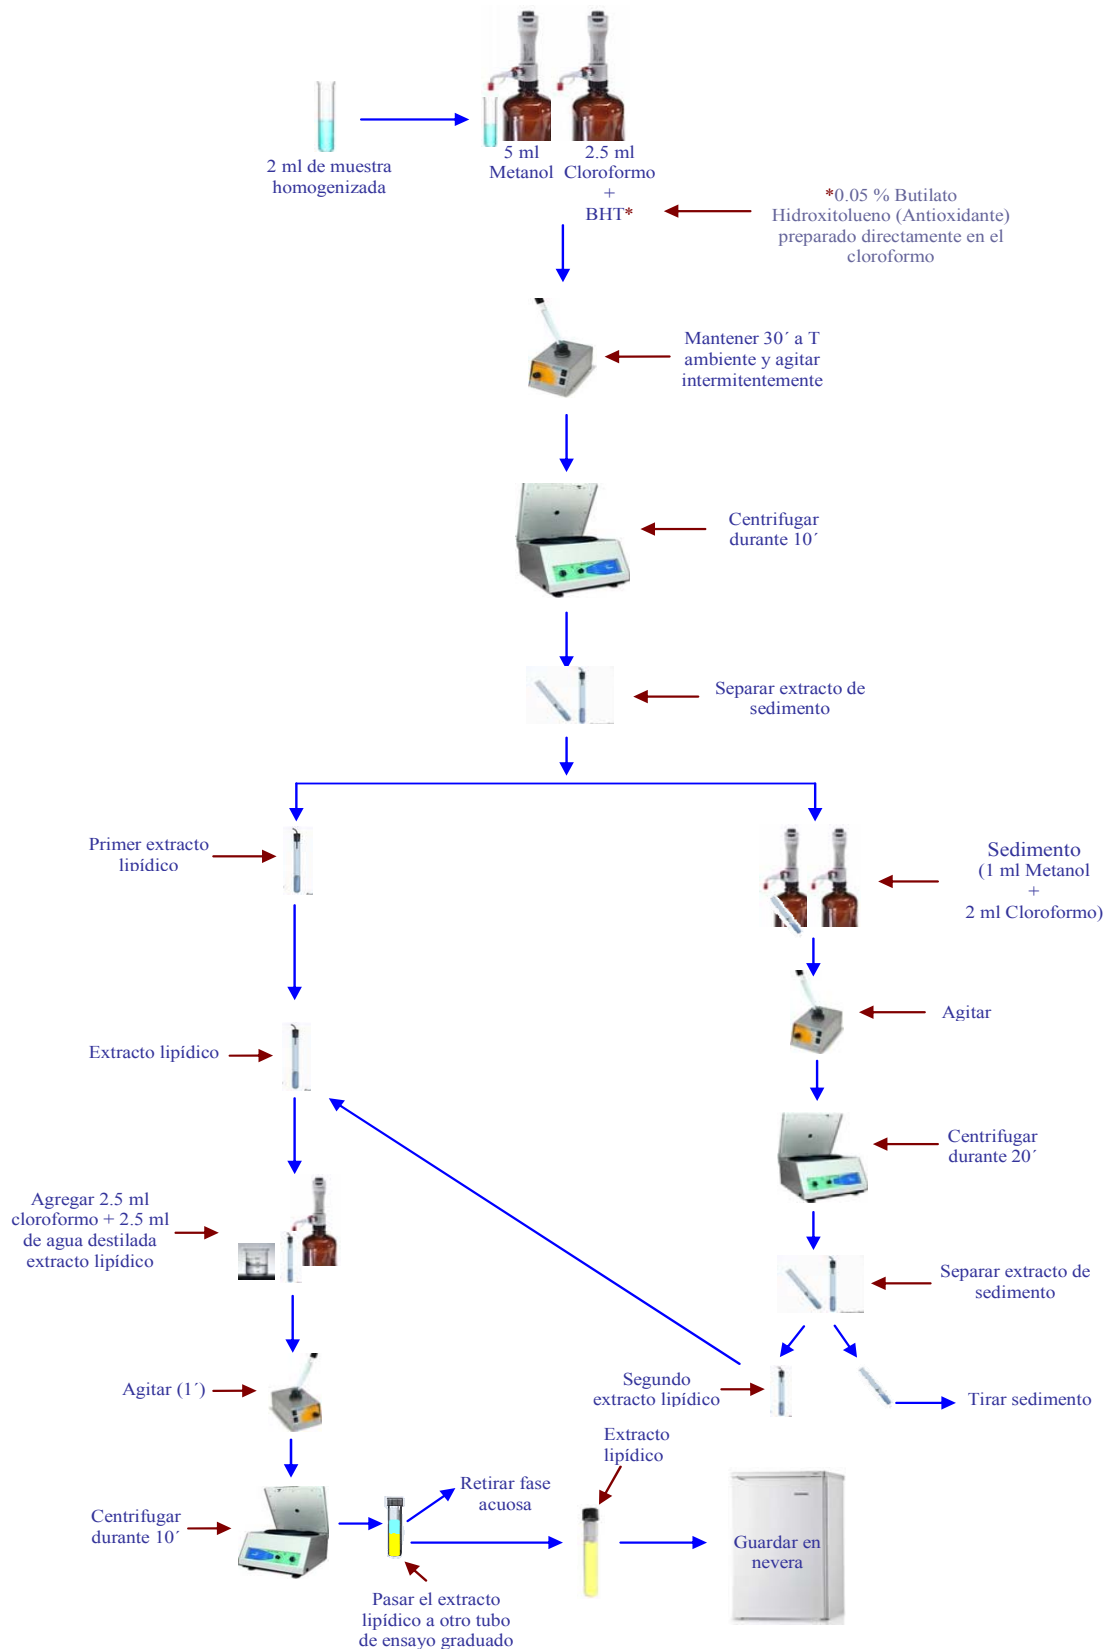 2 ml de muestra
homogenizada
5 ml
Metanol
2.5 ml
Cloroformo
+
BHT*
*0.05 % Butilato
Hidroxitolueno (Antioxidante)
preparado directamente en el
cloroformo
Mantener 30´ a T
ambiente y agitar
intermitentemente
Centrifugar
durante 10´
Separar extracto de
sedimento
Primer extracto
lipídico
Sedimento
(1 ml Metanol
+
2 ml Cloroformo)
Agitar
Extracto lipídico
Centrifugar
durante 20´
Agregar 2.5 ml
cloroformo + 2.5 ml
de agua destilada
extracto lipídico
Separar extracto de
sedimento
Agitar (1´)
Segundo
extracto lipídico
Tirar sedimento
Extracto
lipídico
Retirar fase
acuosa
Centrifugar
durante 10´
Guardar en
nevera
Pasar el extracto
lipídico a otro tubo
de ensayo graduado